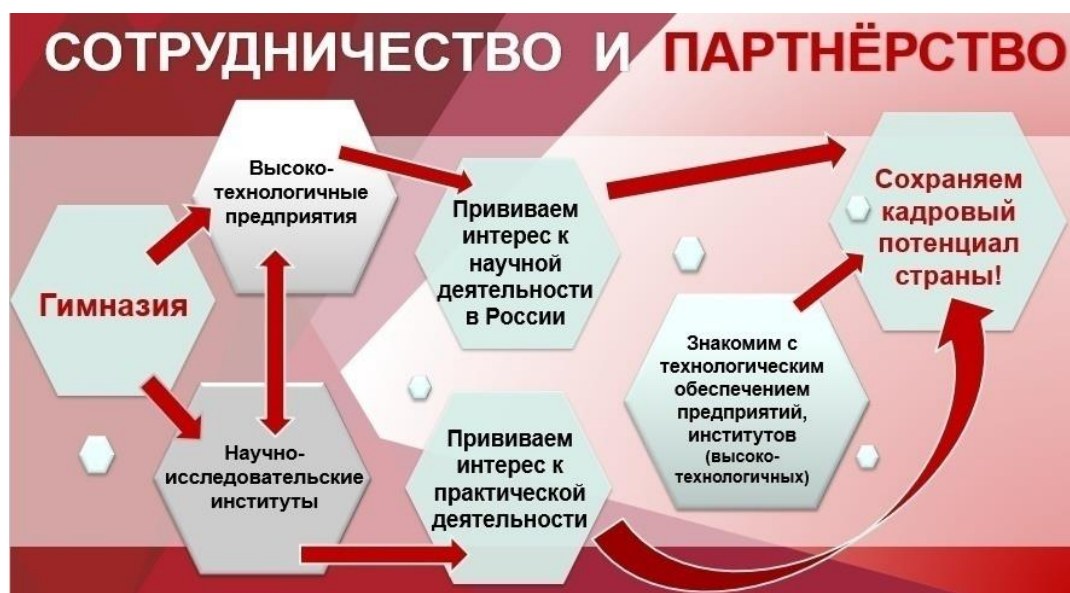 СОТРУДНИЧЕСТВО И ПАРТНЁРСТВО
Гимназия
Высоко-
технологичные
предприятия
Научно-
исследовательские
институты
Прививаем
интерес к
научной
деятельности
в России
Прививаем
интерес к
практической
деятельности
Знакомим с
технологическим
обеспечением
предприятий,
институтов
(высоко-
технологичных)
Сохраняем
кадровый
потенциал
страны!